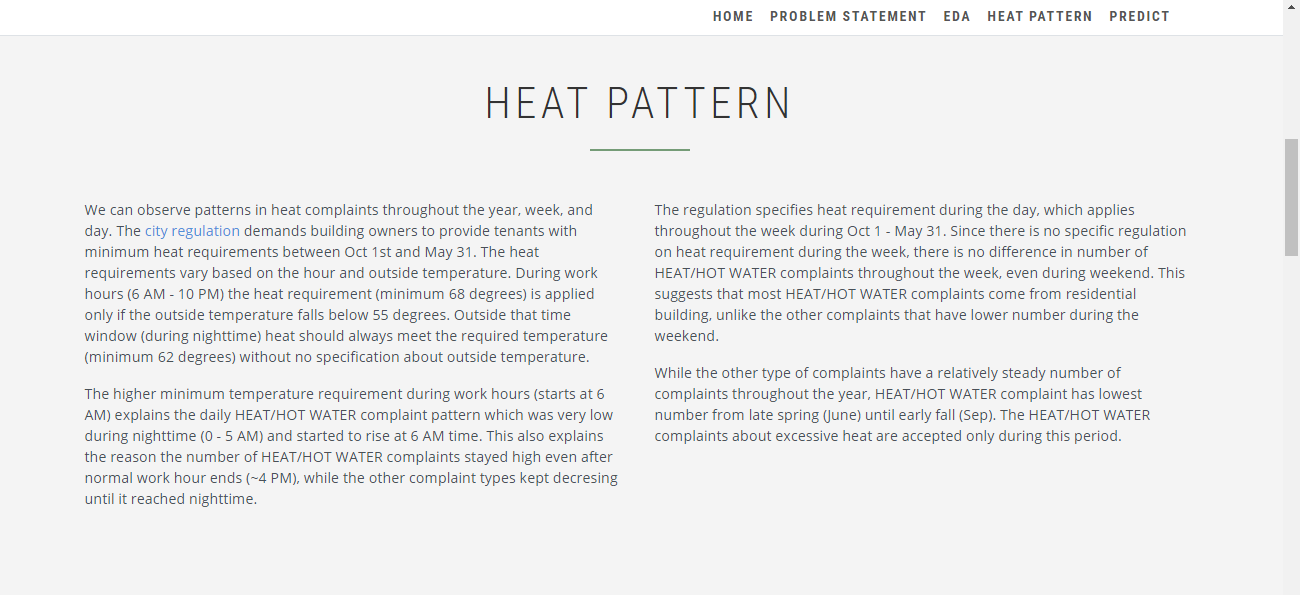 HOME PROBLEM STATEMENT EDA HEAT PATTERN PREDICT
HEAT PATTERN
We can observe patterns in heat complaints throughout the year, week, and
day. The city regulation demands building owners to provide tenants with
minimum heat requirements between Oct 1st and May 31. The heat
requirements vary based on the hour and outside temperature. During work
hours (6 AM - 10 PM) the heat requirement (minimum 68 degrees) is applied
only if the outside temperature falls below 55 degrees. Outside that time
window (during nighttime) heat should always meet the required temperature
(minimum 62 degrees) without no specification about outside temperature.
The higher minimum temperature requirement during work hours (starts at 6
AM) explains the daily HEAT/HOT WATER complaint pattern which was very low
during nighttime (0 - 5 AM) and started to rise at 6 AM time. This also explains
the reason the number of HEAT/HOT WATER complaints stayed high even after
normal work hour ends (~4 PM), while the other complaint types kept decresing
until it reached nighttime.
The regulation specifies heat requirement during the day, which applies
throughout the week during Oct 1 - May 31. Since there is no specific regulation
on heat requirement during the week, there is no difference in number of
HEAT/HOT WATER complaints throughout the week, even during weekend. This
suggests that most HEAT/HOT WATER complaints come from residential
building, unlike the other complaints that have lower number during the
weekend.
While the other type of complaints have a relatively steady number of
complaints throughout the year, HEAT/HOT WATER complaint has lowest
number from late spring (June) until early fall (Sep). The HEAT/HOT WATER
complaints about excessive heat are accepted only during this period.